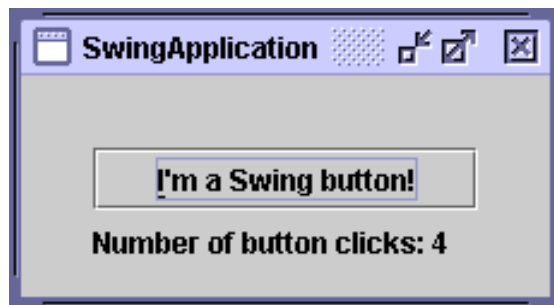 SwingApplication
I'm a Swing button!
Number of button clicks: 4